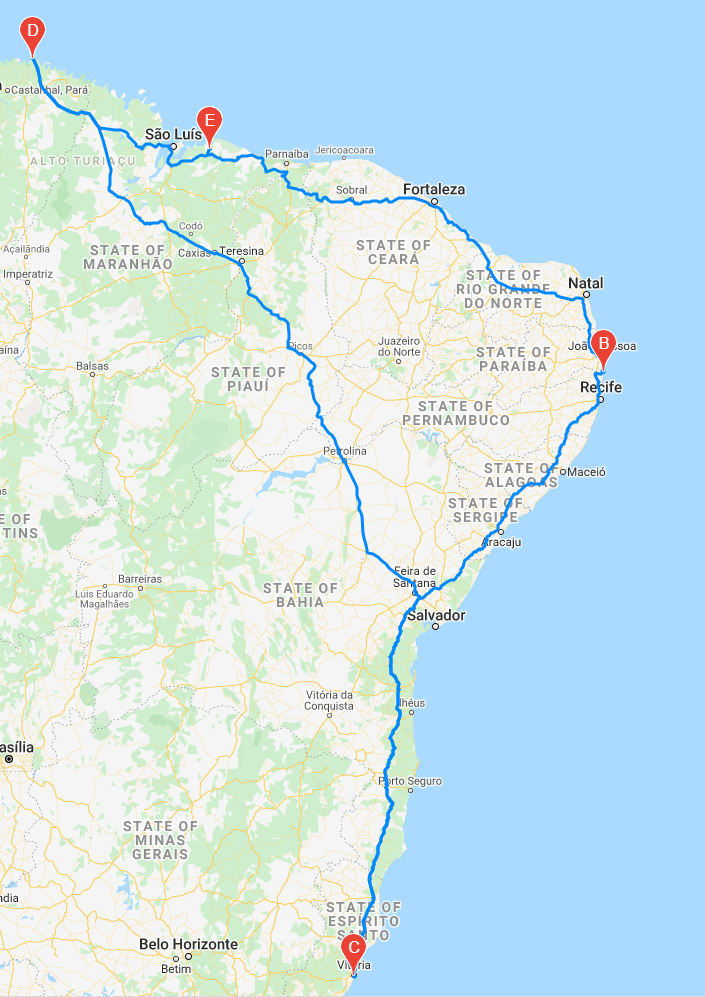 D
Castanhal, Pará
E
São Luís
Parnaíba
Jericoacoara
ALTO TURIAÇU
Sobral
Fortaleza
Codó
Açailândia
STATE OF
MARANHÃO
Caxias
Teresina
STATE OF
CEARÁ
Imperatriz
STATE OF
RIO GRANDE
DO NORTE
Natal
Picos
Juazeiro
do Norte
B
STATE OF
PARAÍBA
Balsas
STATE OF
PIAUÍ
Recife
STATE OF
PERNAMBUCO
Petrolina
STATE OF
ALAGOAS
Maceió
STATE OF
SERGIPE
Aracaju
STATE OF
TINS
Barreiras
Feira de
Santana
Luis Eduardo
Magalhães
STATE OF
BAHIA
Salvador
Vitória da
Conquista
lhéus
asília
Porto Seguro
STATE OF
MINAS
GERAIS
ndia
STATE OF
ESPÍRITO
SANTO
Belo Horizonte
Betim
C
Vitória